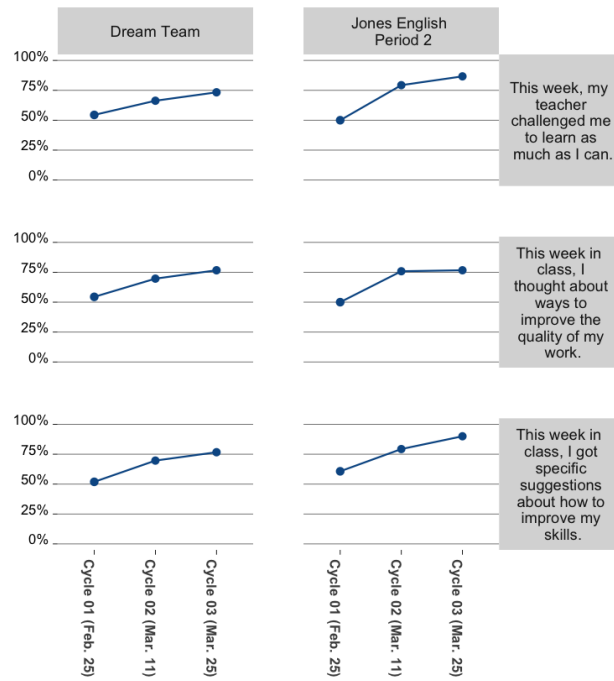 Dream Team
Jones English
Period 2
100%
75%
50%
25%
0%
This week, my
teacher
challenged me
to learn as
much as I can.
100%
75%
50%
25%
0%
This week in
class, I
thought about
ways to
improve the
quality of my
work.
100%
75%
50%
25%
0%
This week in
class, I got
specific
suggestions
about how to
improve my
skills.
Cycle 01 (Feb. 25)
Cycle 02 (Mar. 11)
Cycle 03 (Mar. 25)
Cycle 01 (Feb. 25)
Cycle 02 (Mar. 11)
Cycle 03 (Mar. 25)